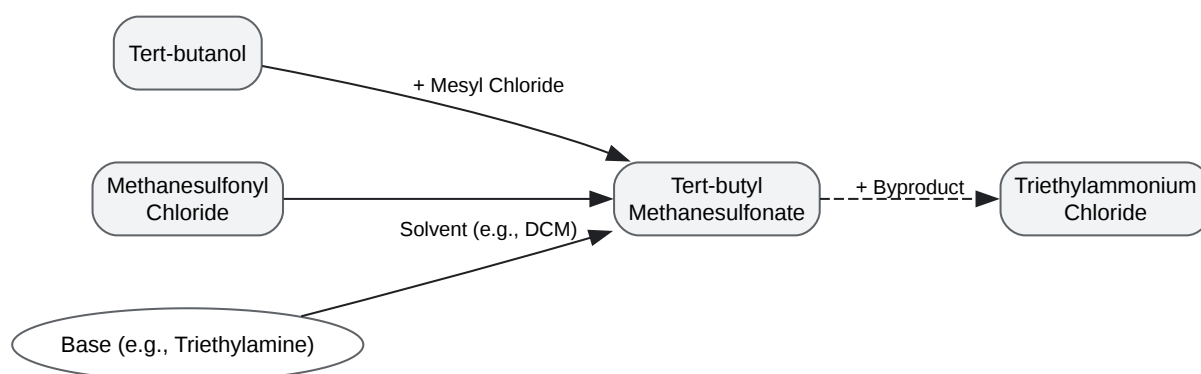 Tert-butanol
+ Mesyl Chloride
Methanesulfonyl
Chloride
Solvent (e.g., DCM)
Base (e.g., Triethylamine)
Tert-butyl
Methanesulfonate
+ Byproduct
Triethylammonium
Chloride